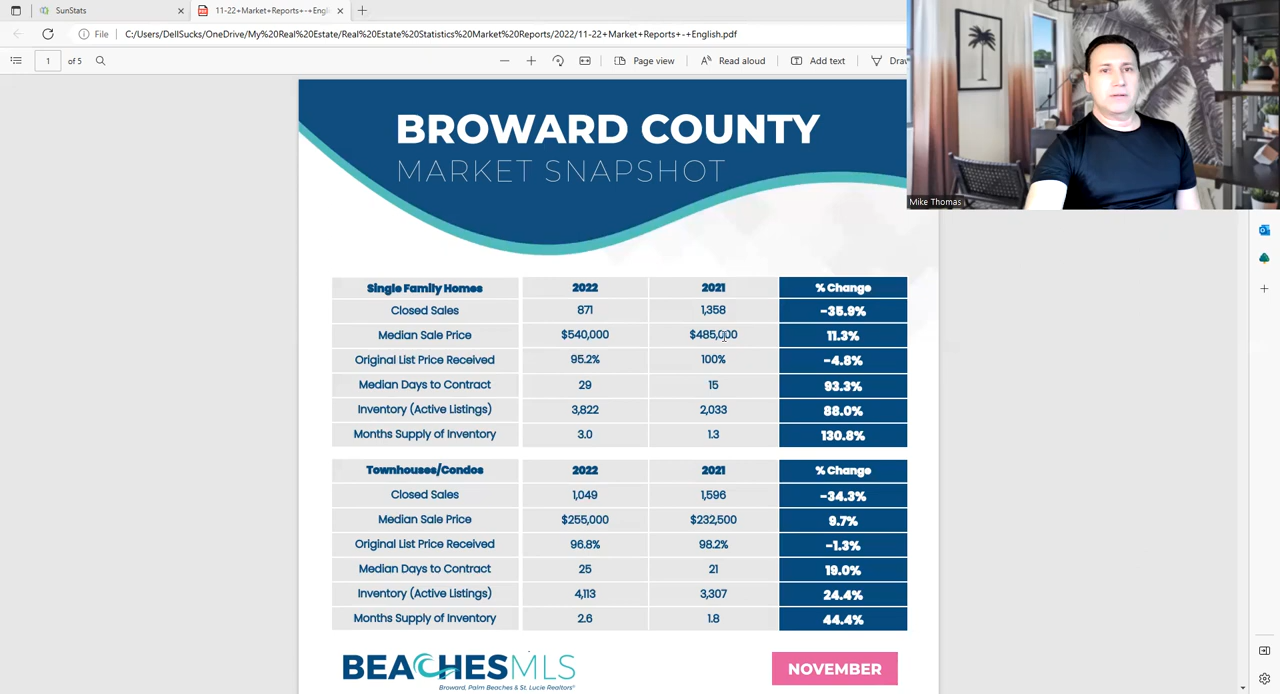 SunStats
11-22+Market+Reports+-+Engl
File
C:/Users/DellSucks/OneDrive/My%20Real%20Estate/Real%20Estate%20Statistics%20Market%20Reports/2022/11-22+Market+Reports+-+English.pdf
1 of 5
Page view
Read aloud
Add text
Draw
Mike Thomas
BROWARD COUNTY
MARKET SNAPSHOT
Single Family Homes 2022 2021 % Change
Closed Sales 871 1,358 -35.9%
Median Sale Price $540,000 $485,000 11.3%
Original List Price Received 95.2% 100% -4.8%
Median Days to Contract 29 15 93.3%
Inventory (Active Listings) 3,822 2,033 88.0%
Months Supply of Inventory 3.0 1.3 130.8%
Townhouses/Condos 2022 2021 % Change
Closed Sales 1,049 1,596 -34.3%
Median Sale Price $255,000 $232,500 9.7%
Original List Price Received 96.8% 98.2% -1.3%
Median Days to Contract 25 21 19.0%
Inventory (Active Listings) 4,113 3,307 24.4%
Months Supply of Inventory 2.6 1.8 44.4%
BEACHESMLS
Broward, Palm Beaches & St. Lucie Realtors®
NOVEMBER